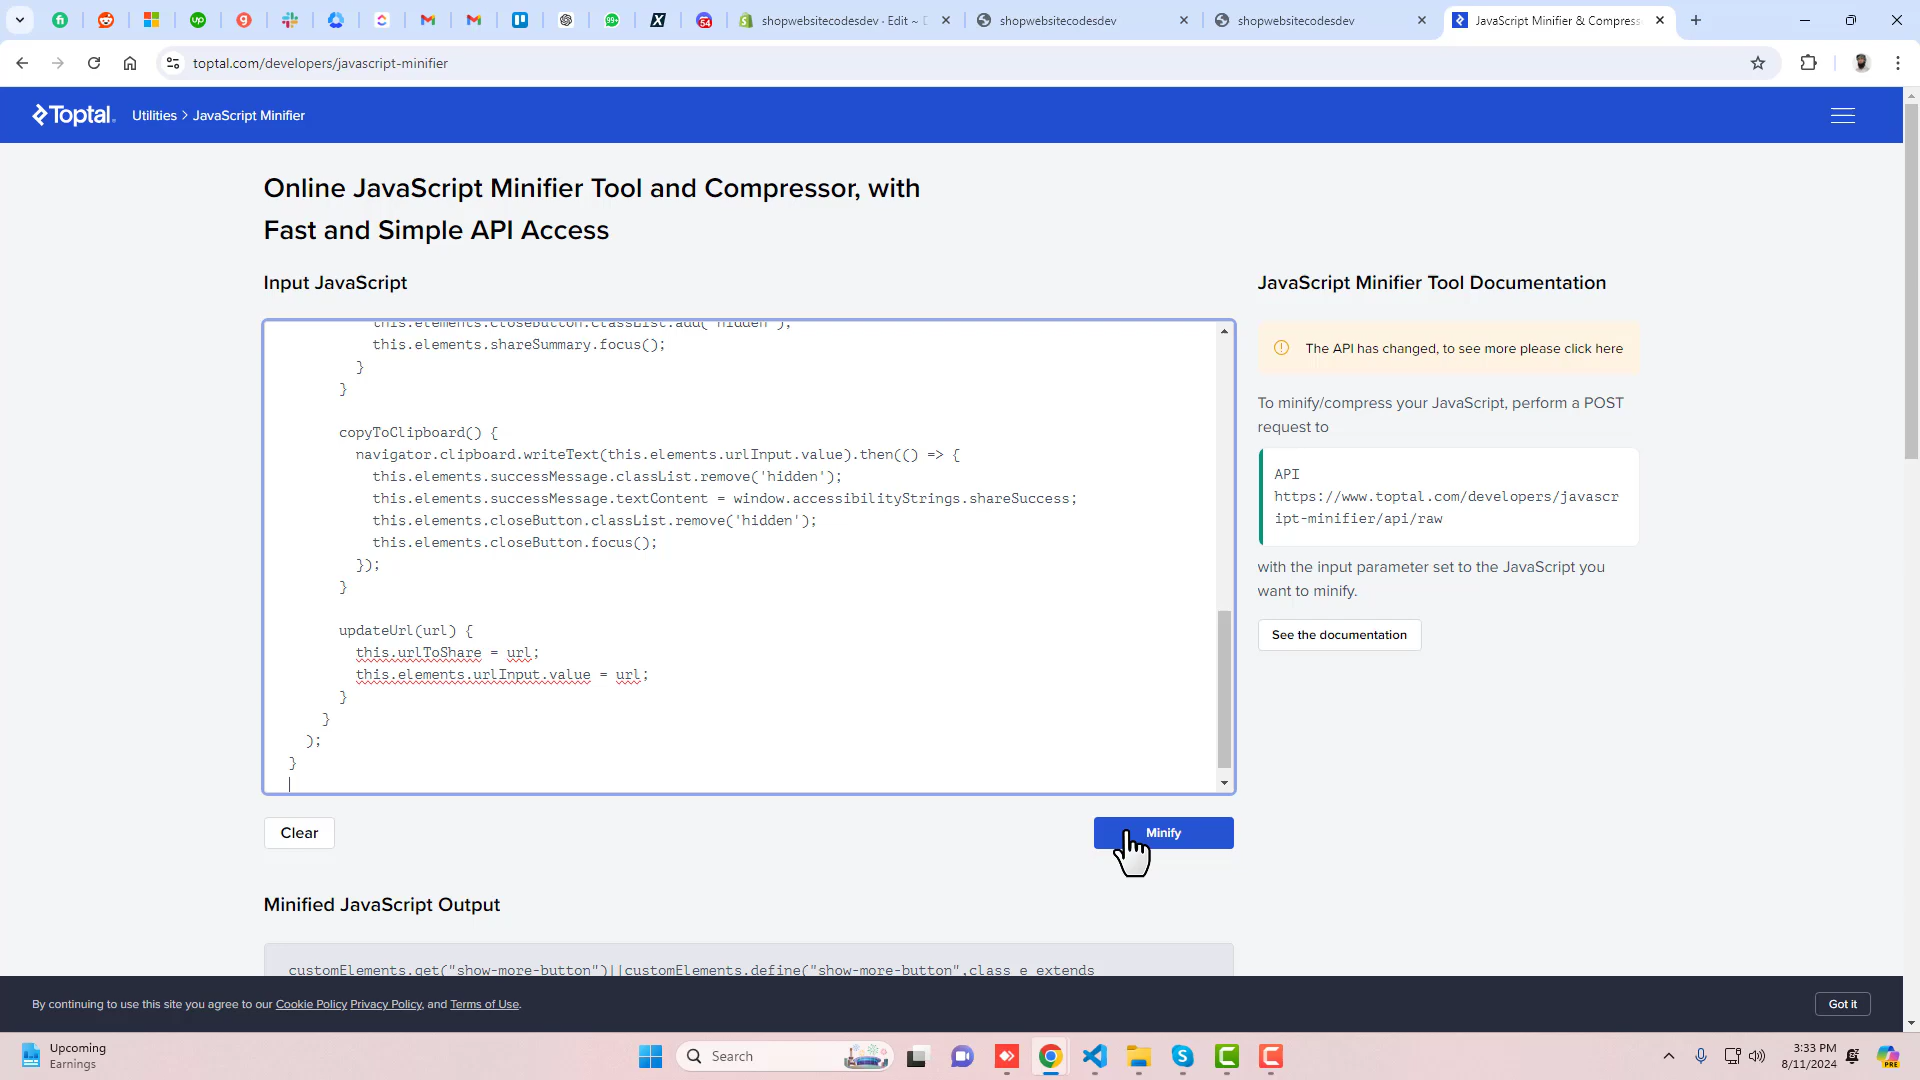 99+
54
shopwebsitecodesdev · Edit ~
shopwebsitecodesdev
shopwebsitecodesdev
JavaScript Minifier & Compress
toptal.com/developers/javascript-minifier
Toptal
Utilities > JavaScript Minifier
Online JavaScript Minifier Tool and Compressor, with
Fast and Simple API Access
Input JavaScript
this.elements.closeButton.classList.add('hidden');
this.elements.shareSummary.focus();
}
}
copyToClipboard() {
navigator.clipboard.writeText(this.elements.urlInput.value).then(() => {
this.elements.successMessage.classList.remove('hidden');
this.elements.successMessage.textContent = window.accessibilityStrings.shareSuccess;
this.elements.closeButton.classList.remove('hidden');
this.elements.closeButton.focus();
});
}
updateUrl(url) {
this.urlToShare = url;
this.elements.urlInput.value = url;
}
}
);
}
Clear
Minify
Minified JavaScript Output
customElements.get("show-more-button")||customElements.define("show-more-button",class e extends
JavaScript Minifier Tool Documentation
The API has changed, to see more please click here
To minify/compress your JavaScript, perform a POST
request to
API
https://www.toptal.com/developers/javascr
ipt-minifier/api/raw
with the input parameter set to the JavaScript you
want to minify.
See the documentation
By continuing to use this site you agree to our Cookie Policy Privacy Policy, and Terms of Use.
Got it
Upcoming
Earnings
Search
3:33 PM
8/11/2024